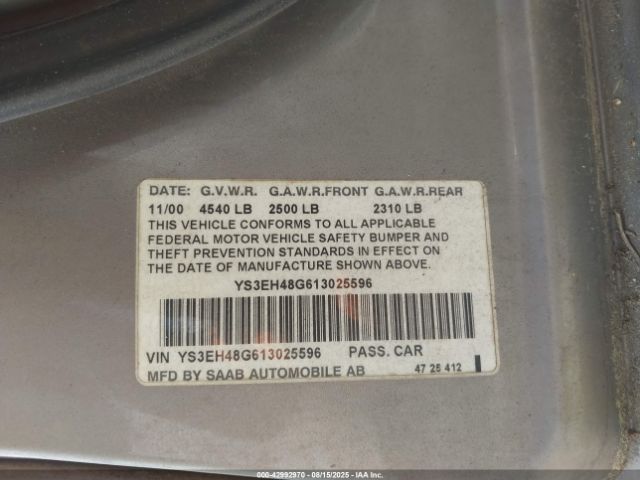 DATE: G.V.W.R. G.A.W.R.FRONT G.A.W.R.REAR
11/00 4540 LB 2500 LB 2310 LB
THIS VEHICLE CONFORMS TO ALL APPLICABLE
FEDERAL MOTOR VEHICLE SAFETY BUMPER AND
THEFT PREVENTION STANDARDS IN EFFECT ON
THE DATE OF MANUFACTURE SHOWN ABOVE.
YS3EH48G613025596
VIN YS3EH48G613025596 PASS. CAR
MFD BY SAAB AUTOMOBILE AB 47 25 412
000-42992970 - 08/15/2025 - IAA Inc.